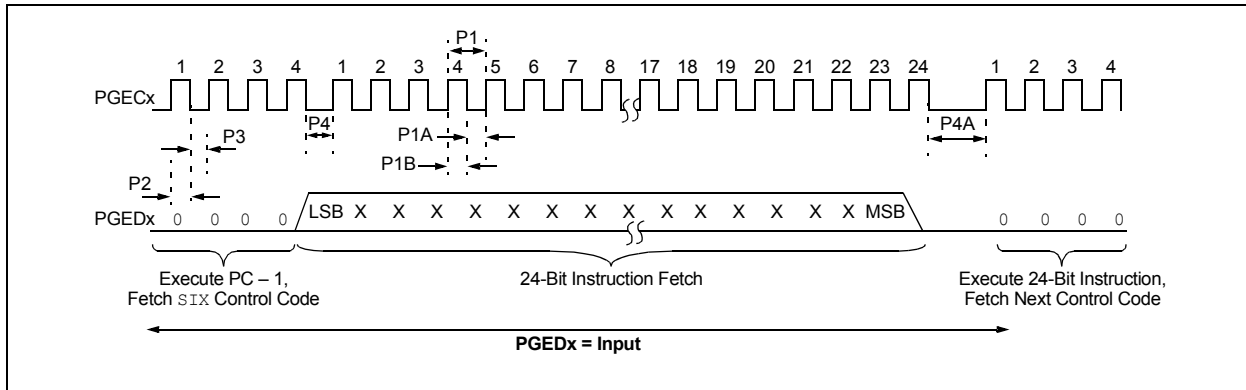 P1
1 2 3 4 1 2 3 4 5 6 7 8 17 18 19 20 21 22 23 24 1 2 3 4
PGECx
P4
P4A
P3
P1A
P1B
P2
PGEDx
0 0 0 0 LSB X X X X X X X X X X X X X MSB 0 0 0 0
Execute PC – 1,
Fetch SIX Control Code
24-Bit Instruction Fetch
Execute 24-Bit Instruction,
Fetch Next Control Code
PGEDx = Input